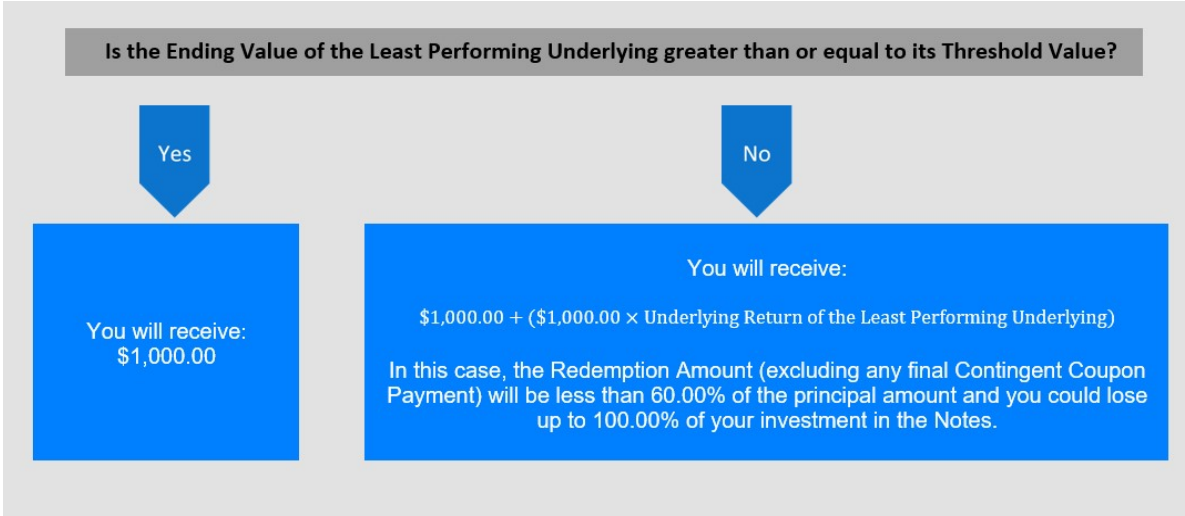 Is the Ending Value of the Least Performing Underlying greater than or equal to its Threshold Value?
Yes
No
You will receive:
$1,000.00
You will receive:
$1,000.00 + ($1,000.00 × Underlying Return of the Least Performing Underlying)
In this case, the Redemption Amount (excluding any final Contingent Coupon
Payment) will be less than 60.00% of the principal amount and you could lose
up to 100.00% of your investment in the Notes.